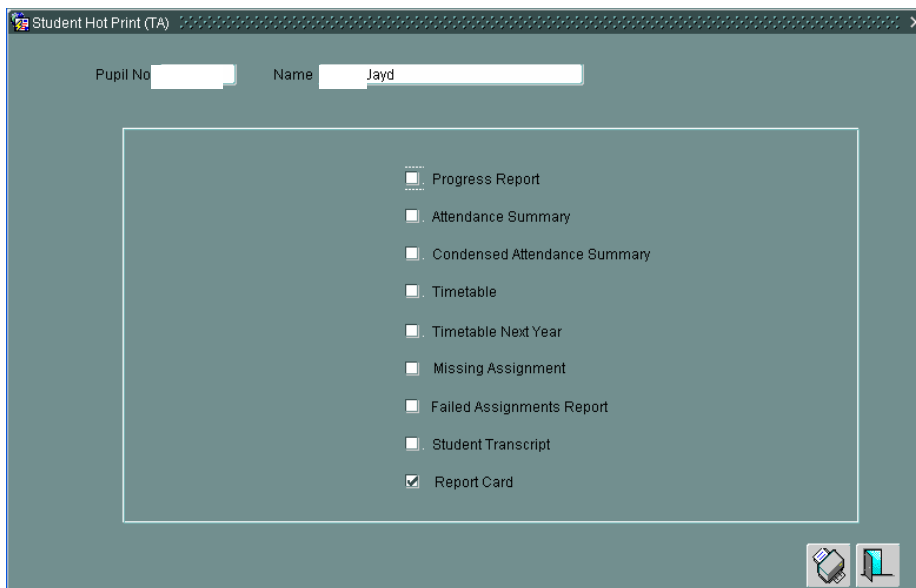 Student Hot Print (TA)
Pupil No Name Jayd
Progress Report
Attendance Summary
Condensed Attendance Summary
Timetable
Timetable Next Year
Missing Assignment
Failed Assignments Report
Student Transcript
Report Card